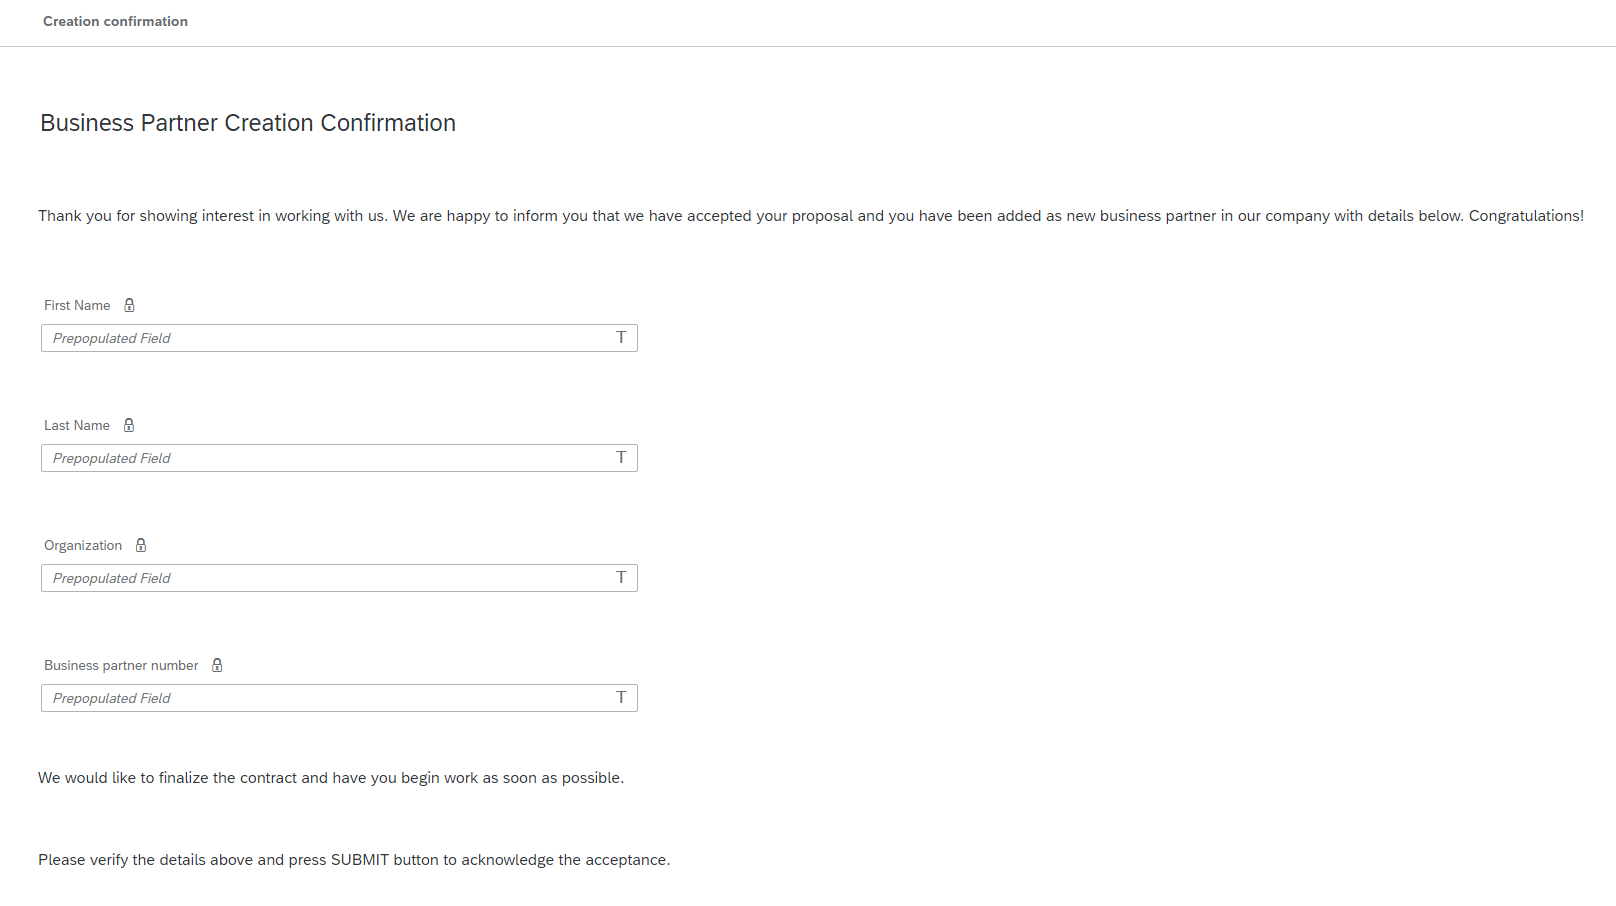 Creation confirmation
Business Partner Creation Confirmation
Thank you for showing interest in working with us. We are happy to inform you that we have accepted your proposal and you have been added as new business partner in our company with details below. Congratulations!
First Name
Prepopulated Field T
Last Name
Prepopulated Field T
Organization
Prepopulated Field T
Business partner number
Prepopulated Field T
We would like to finalize the contract and have you begin work as soon as possible.
Please verify the details above and press SUBMIT button to acknowledge the acceptance.